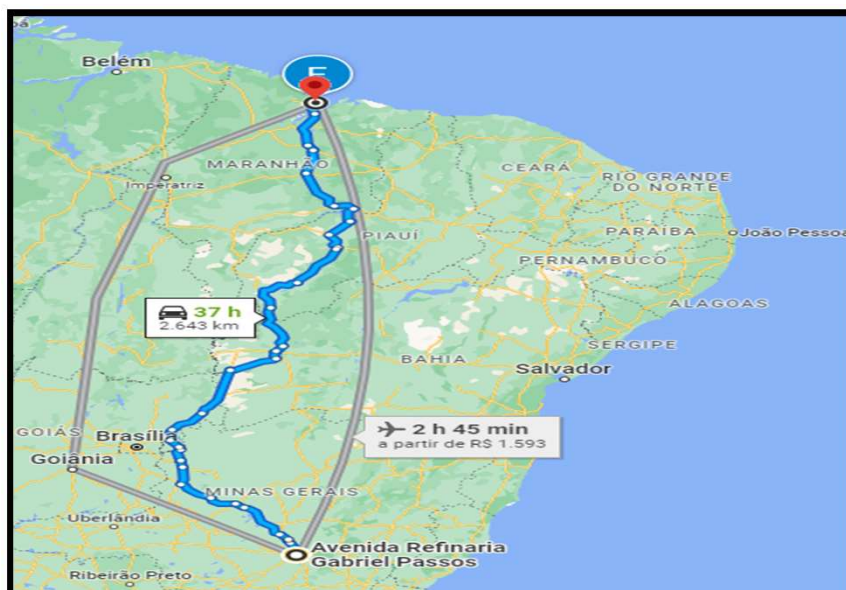 Belém
E
MARANHÃO
Imperatriz
CEARÁ
RIO GRANDE
DO NORTE
PIAUÍ
PARAÍBA
João Pessoa
PERNAMBUCO
ALAGOAS
37 h
2.643 km
SERGIPE
BAHIA
Salvador
2 h 45 min
a partir de R$ 1.593
GOIÁS
Brasília
Goiânia
MINAS GERAIS
Uberlândia
Avenida Refinaria
Gabriel Passos
Ribeirão Preto